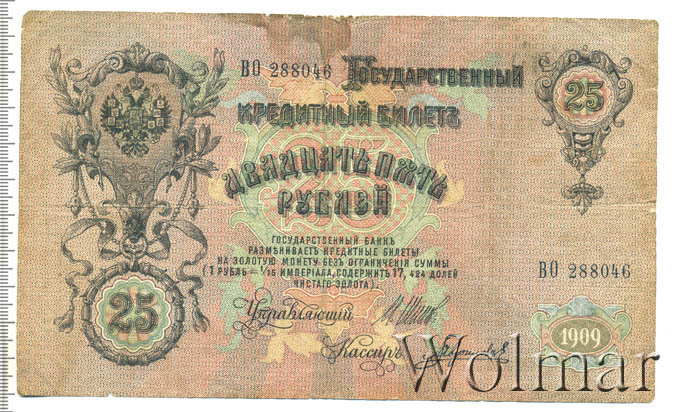 ВО 288046
Государственный
25
кредитный билетъ
двадцать пять
рублей
Государственный банкъ
размѣниваетъ кредитные билеты
на золотую монету безъ ограниченія суммы
(1 рубль = 1/15 имперіала, содержитъ 17,424 долей
чистаго золота).
ВО 288046
25
Управляющій
1909
Кассиръ
Wolmar